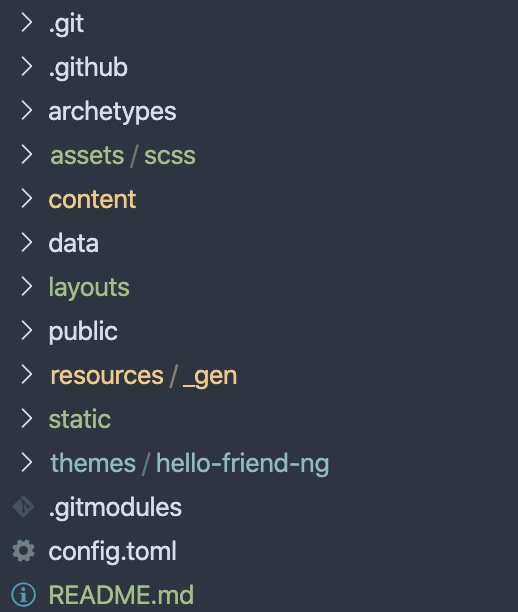 .git
.github
archetypes
assets / scss
content
data
layouts
public
resources / _gen
static
themes / hello-friend-ng
.gitmodules
config.toml
README.md